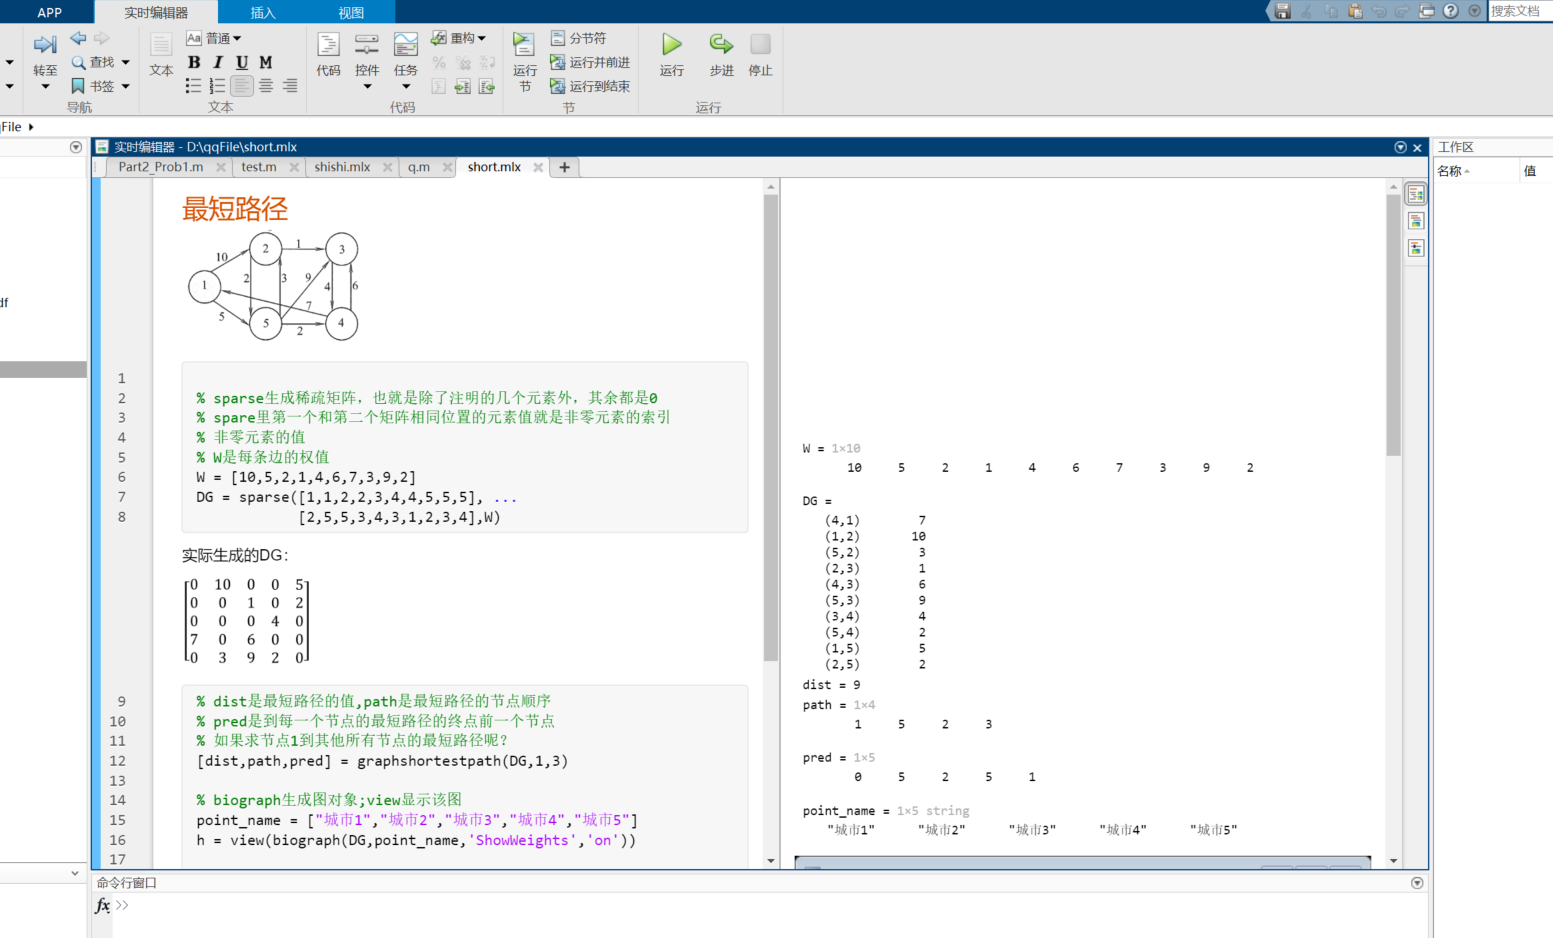 APP 实时编辑器 插入 视图 搜索文档
转至 查找 书签 导航
文本 Aa 普通 B I U M 文本
代码 控件 任务 重构 代码
运行节 分节符 运行并前进 运行到结束 节
运行 步进 停止 运行
File
实时编辑器 - D:\qqFile\short.mlx
Part2_Prob1.m test.m shishi.mlx q.m short.mlx +
工作区
名称 值
df
最短路径
2 1 3
10 2 3 9 4 6
1
5 7
5 2 4
1
2 % sparse生成稀疏矩阵，也就是除了注明的几个元素外，其余都是0
3 % spare里第一个和第二个矩阵相同位置的元素值就是非零元素的索引
4 % 非零元素的值
5 % W是每条边的权值
6 W = [10,5,2,1,4,6,7,3,9,2]
7 DG = sparse([1,1,2,2,3,4,4,5,5,5], ...
8 [2,5,5,3,4,3,1,2,3,4],W)
实际生成的DG：
0 10 0 0 5
0 0 1 0 2
0 0 0 4 0
7 0 6 0 0
0 3 9 2 0
9 % dist是最短路径的值,path是最短路径的节点顺序
10 % pred是到每一个节点的最短路径的终点前一个节点
11 % 如果求节点1到其他所有节点的最短路径呢?
12 [dist,path,pred] = graphshortestpath(DG,1,3)
13
14 % biograph生成图对象;view显示该图
15 point_name = ["城市1","城市2","城市3","城市4","城市5"]
16 h = view(biograph(DG,point_name,'ShowWeights','on'))
17
W = 1×10
10 5 2 1 4 6 7 3 9 2
DG =
(4,1) 7
(1,2) 10
(5,2) 3
(2,3) 1
(4,3) 6
(5,3) 9
(3,4) 4
(5,4) 2
(1,5) 5
(2,5) 2
dist = 9
path = 1×4
1 5 2 3
pred = 1×5
0 5 2 5 1
point_name = 1×5 string
"城市1" "城市2" "城市3" "城市4" "城市5"
命令行窗口
fx >>